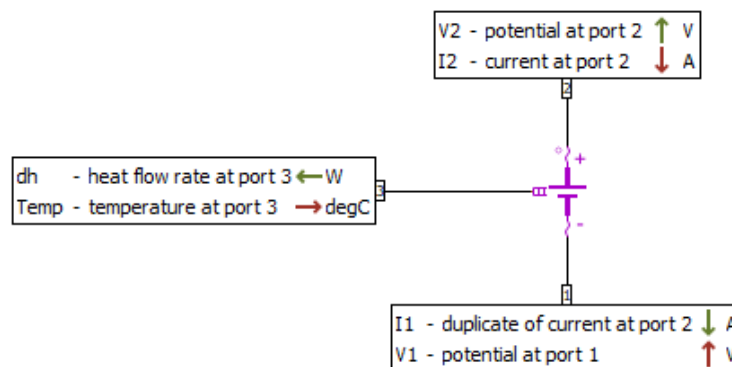 V2 - potential at port 2 V
I2 - current at port 2 A
2
+
dh - heat flow rate at port 3 W
3
Temp - temperature at port 3 degC
-
1
I1 - duplicate of current at port 2 A
V1 - potential at port 1 V